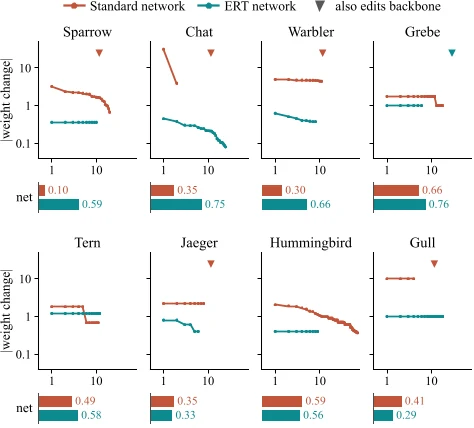 Standard network ERT network also edits backbone
Sparrow Chat Warbler Grebe
|weight change|
10
1
0.1
1 10 1 10 1 10 1 10
net 0.10 0.35 0.30 0.66
0.59 0.75 0.66 0.76
Tern Jaeger Hummingbird Gull
|weight change|
10
1
0.1
1 10 1 10 1 10 1 10
net 0.49 0.35 0.59 0.41
0.58 0.33 0.56 0.29